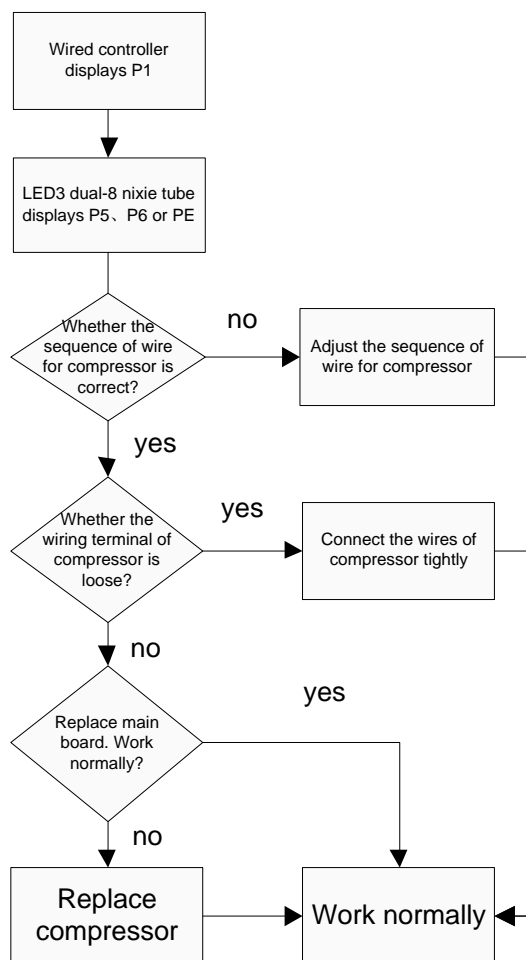 Wired controller
displays P1
LED3 dual-8 nixie tube
displays P5、P6 or PE
Whether the
sequence of wire
for compressor is
correct?
no
Adjust the sequence of
wire for compressor
yes
Whether the
wiring terminal of
compressor is
loose?
yes
Connect the wires of
compressor tightly
no
Replace main
board. Work
normally?
yes
no
Replace
compressor
Work normally